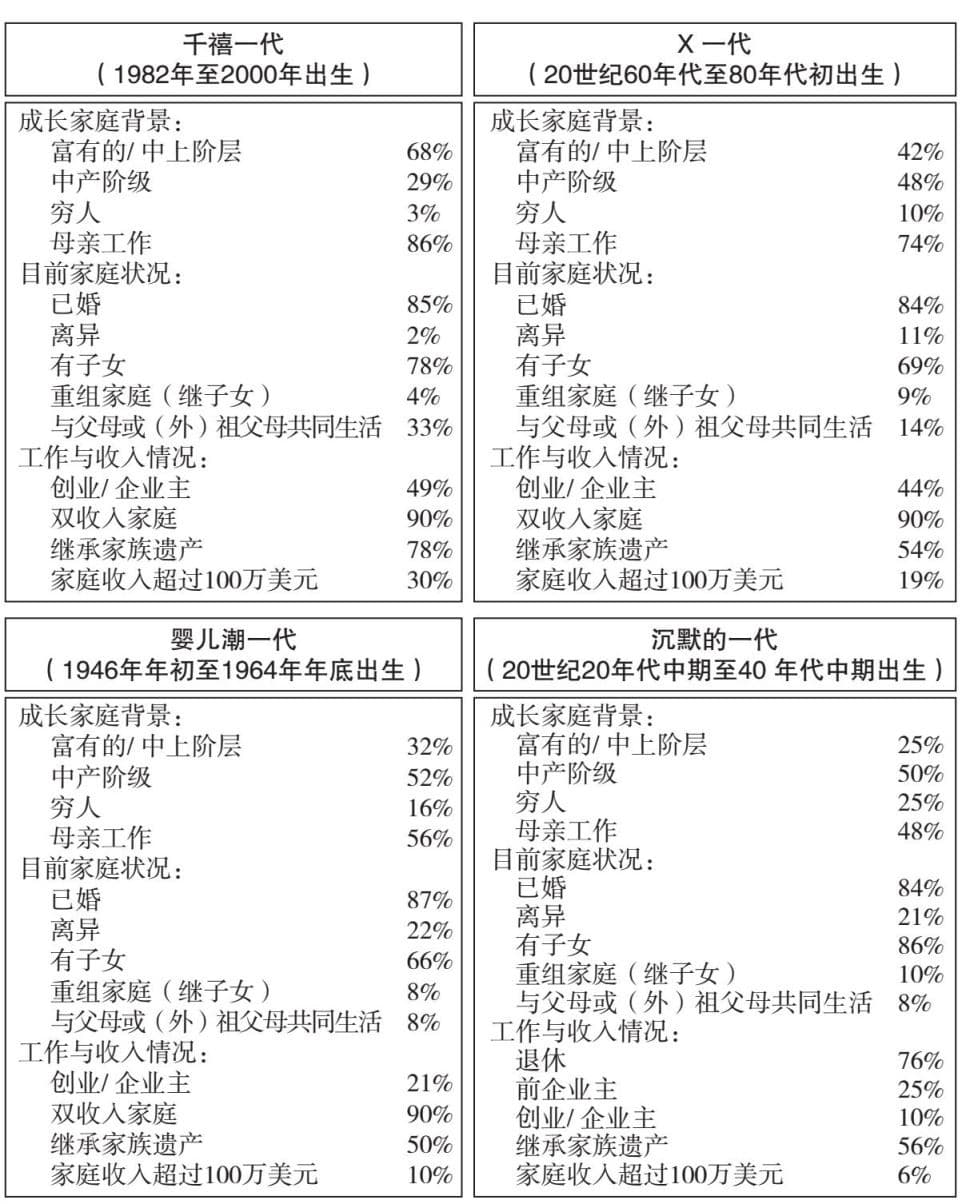 千禧一代
（1982年至2000年出生）
成长家庭背景：
富有的/ 中上阶层 68%
中产阶级 29%
穷人 3%
母亲工作 86%
目前家庭状况：
已婚 85%
离异 2%
有子女 78%
重组家庭（继子女） 4%
与父母或（外）祖父母共同生活 33%
工作与收入情况：
创业/ 企业主 49%
双收入家庭 90%
继承家族遗产 78%
家庭收入超过100万美元 30%
X 一代
（20世纪60年代至80年代初出生）
成长家庭背景：
富有的/ 中上阶层 42%
中产阶级 48%
穷人 10%
母亲工作 74%
目前家庭状况：
已婚 84%
离异 11%
有子女 69%
重组家庭（继子女） 9%
与父母或（外）祖父母共同生活 14%
工作与收入情况：
创业/ 企业主 44%
双收入家庭 90%
继承家族遗产 54%
家庭收入超过100万美元 19%
婴儿潮一代
（1946年年初至1964年年底出生）
成长家庭背景：
富有的/ 中上阶层 32%
中产阶级 52%
穷人 16%
母亲工作 56%
目前家庭状况：
已婚 87%
离异 22%
有子女 66%
重组家庭（继子女） 8%
与父母或（外）祖父母共同生活 8%
工作与收入情况：
创业/ 企业主 21%
双收入家庭 90%
继承家族遗产 50%
家庭收入超过100万美元 10%
沉默的一代
（20世纪20年代中期至40 年代中期出生）
成长家庭背景：
富有的/ 中上阶层 25%
中产阶级 50%
穷人 25%
母亲工作 48%
目前家庭状况：
已婚 84%
离异 21%
有子女 86%
重组家庭（继子女） 10%
与父母或（外）祖父母共同生活 8%
工作与收入情况：
退休 76%
前企业主 25%
创业/ 企业主 10%
继承家族遗产 56%
家庭收入超过100万美元 6%